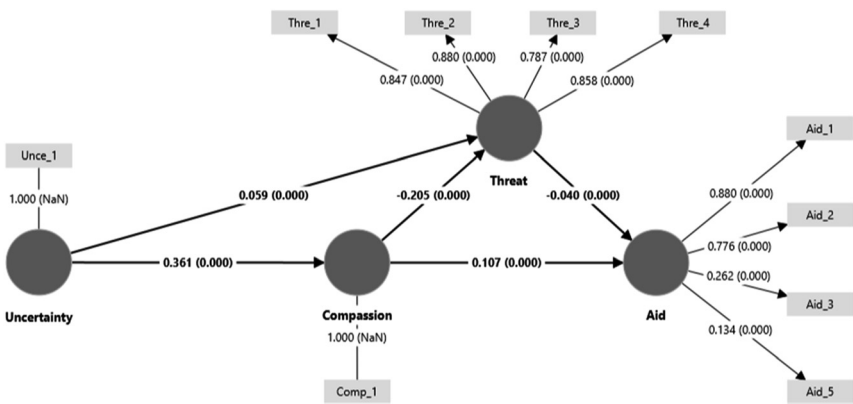 Thre_1
Thre_2
Thre_3
Thre_4
0.847 (0.000)
0.880 (0.000)
0.787 (0.000)
0.858 (0.000)
Unce_1
1.000 (NaN)
Threat
Aid_1
0.059 (0.000)
-0.205 (0.000)
-0.040 (0.000)
0.880 (0.000)
Aid_2
0.776 (0.000)
0.361 (0.000)
0.107 (0.000)
0.262 (0.000)
Aid_3
Uncertainty
Compassion
Aid
0.134 (0.000)
1.000 (NaN)
Comp_1
Aid_5